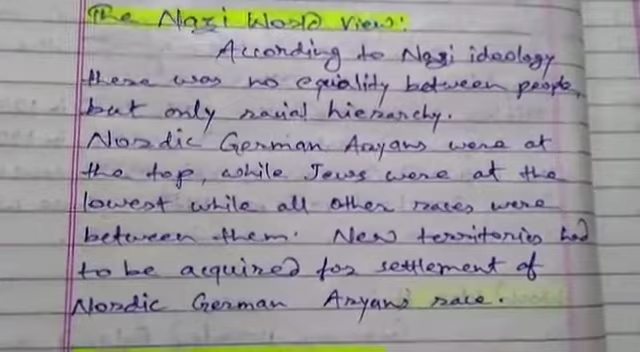 The Nazi World View:
According to Nazi ideology
there was no equality between people,
but only racial hierarchy.
Nordic German Aryans were at
the top, while Jews were at the
lowest while all other races were
between them. New territories had
to be acquired for settlement of
Nordic German Aryans race.